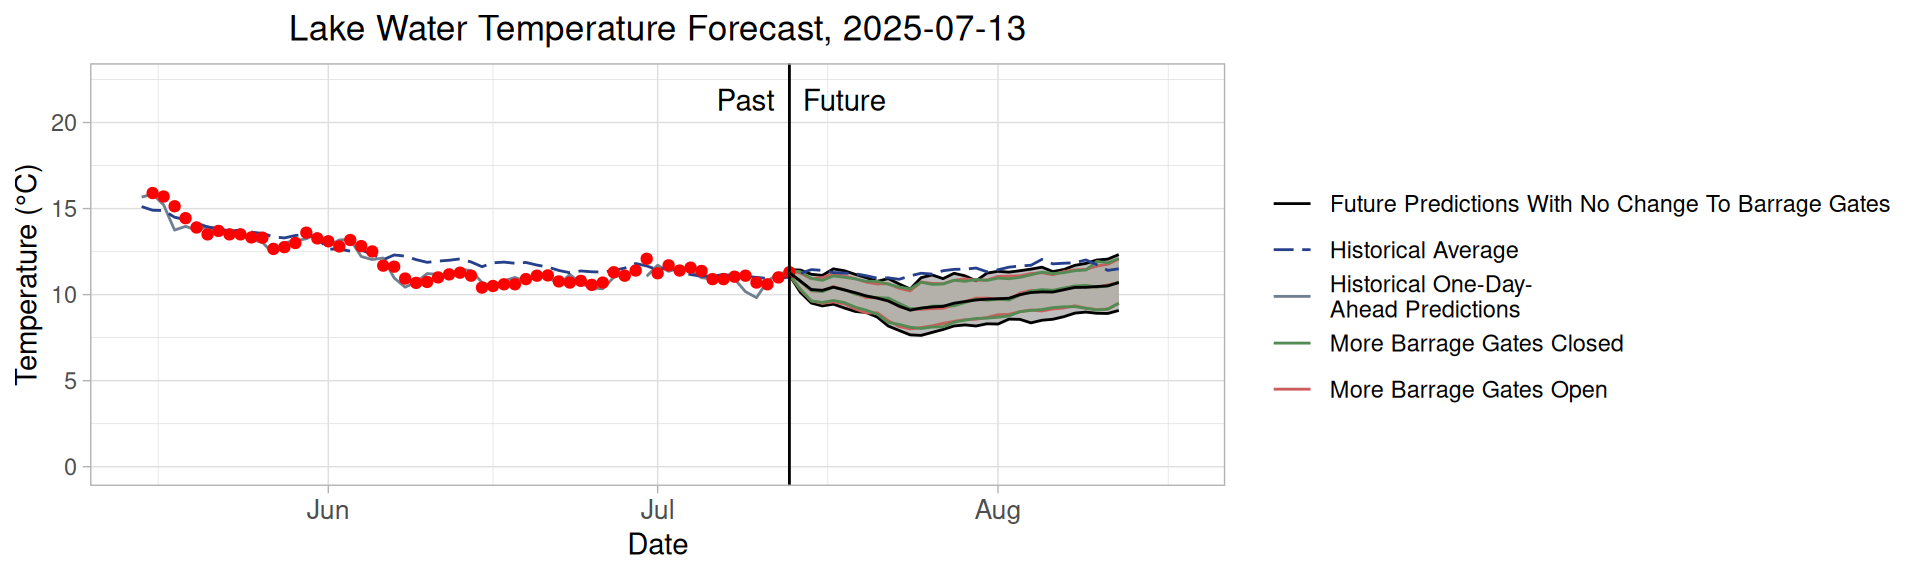 Lake Water Temperature Forecast, 2025-07-13
Past
Future
20
15
10
5
0
Temperature (°C)
Jun
Jul
Aug
Date
Future Predictions With No Change To Barrage Gates
Historical Average
Historical One-Day-
Ahead Predictions
More Barrage Gates Closed
More Barrage Gates Open